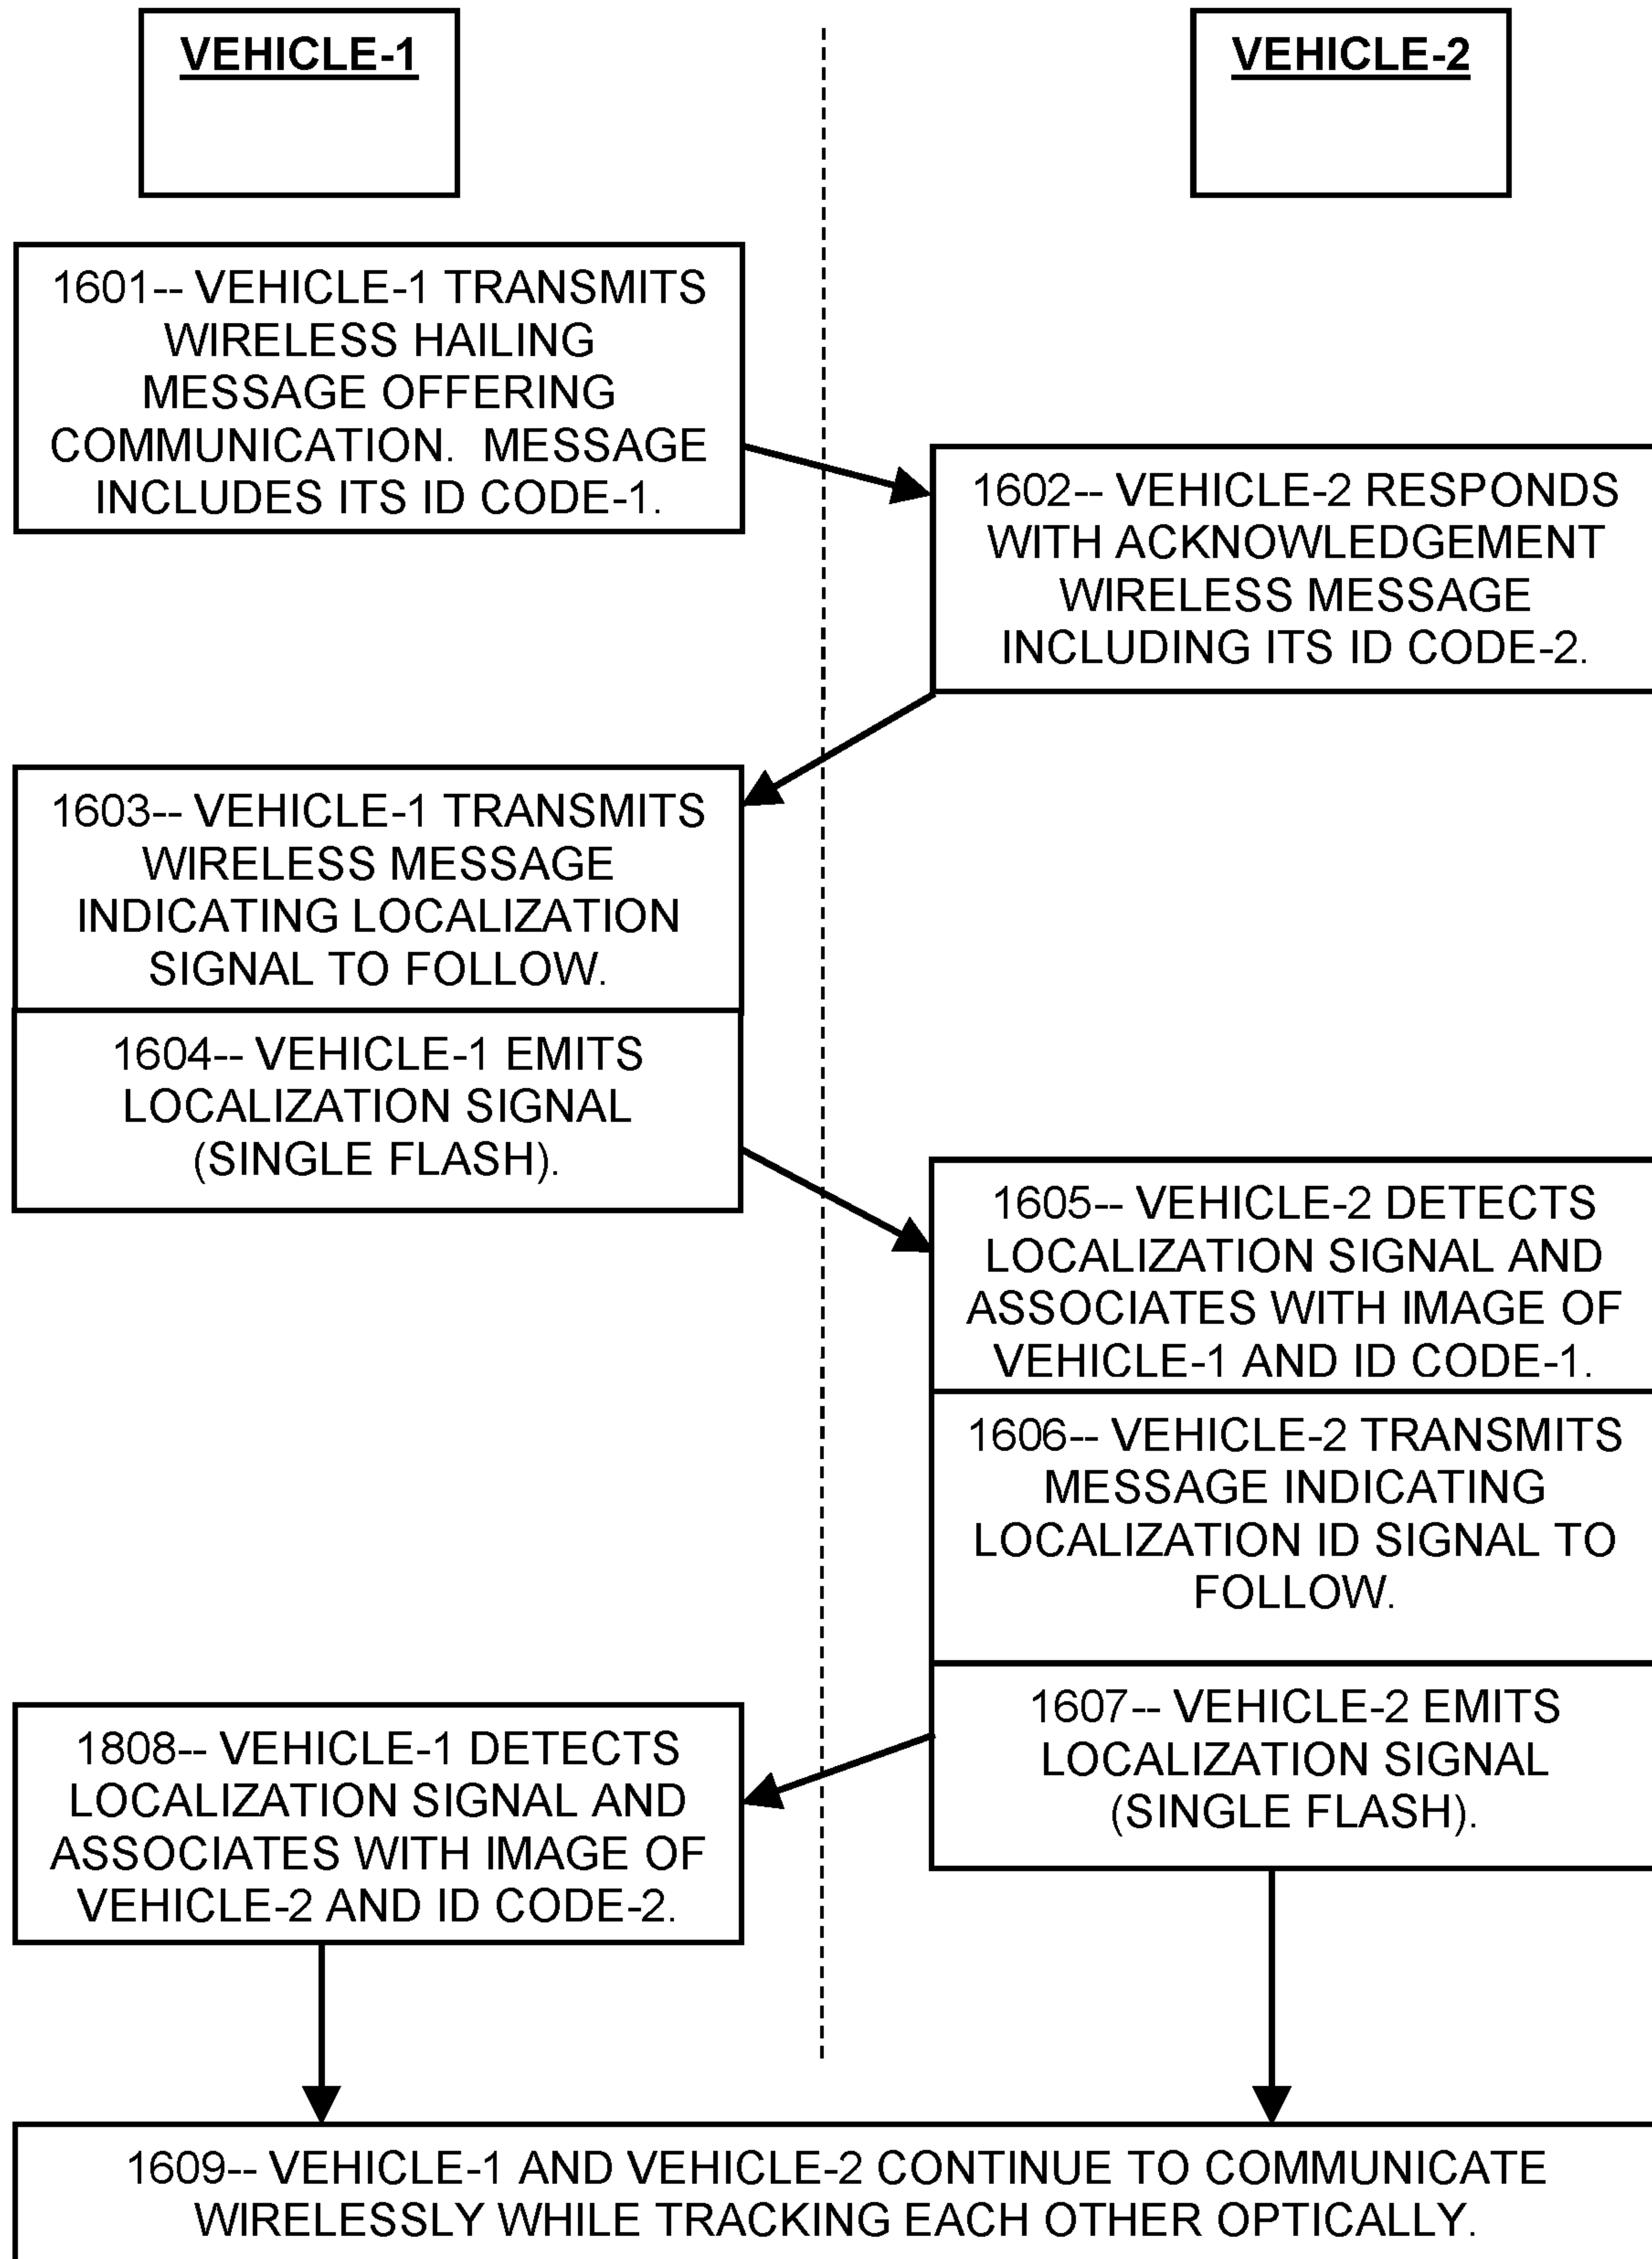 VEHICLE-1
VEHICLE-2
1601-- VEHICLE-1 TRANSMITS
WIRELESS HAILING
MESSAGE OFFERING
COMMUNICATION.  MESSAGE
INCLUDES ITS ID CODE-1.
1602-- VEHICLE-2 RESPONDS
WITH ACKNOWLEDGEMENT
WIRELESS MESSAGE
INCLUDING ITS ID CODE-2.
1603-- VEHICLE-1 TRANSMITS
WIRELESS MESSAGE
INDICATING LOCALIZATION
SIGNAL TO FOLLOW.
1604-- VEHICLE-1 EMITS
LOCALIZATION SIGNAL
(SINGLE FLASH).
1605-- VEHICLE-2 DETECTS
LOCALIZATION SIGNAL AND
ASSOCIATES WITH IMAGE OF
VEHICLE-1 AND ID CODE-1.
1606-- VEHICLE-2 TRANSMITS
MESSAGE INDICATING
LOCALIZATION ID SIGNAL TO
FOLLOW.
1607-- VEHICLE-2 EMITS
LOCALIZATION SIGNAL
(SINGLE FLASH).
1808-- VEHICLE-1 DETECTS
LOCALIZATION SIGNAL AND
ASSOCIATES WITH IMAGE OF
VEHICLE-2 AND ID CODE-2.
1609-- VEHICLE-1 AND VEHICLE-2 CONTINUE TO COMMUNICATE
WIRELESSLY WHILE TRACKING EACH OTHER OPTICALLY.